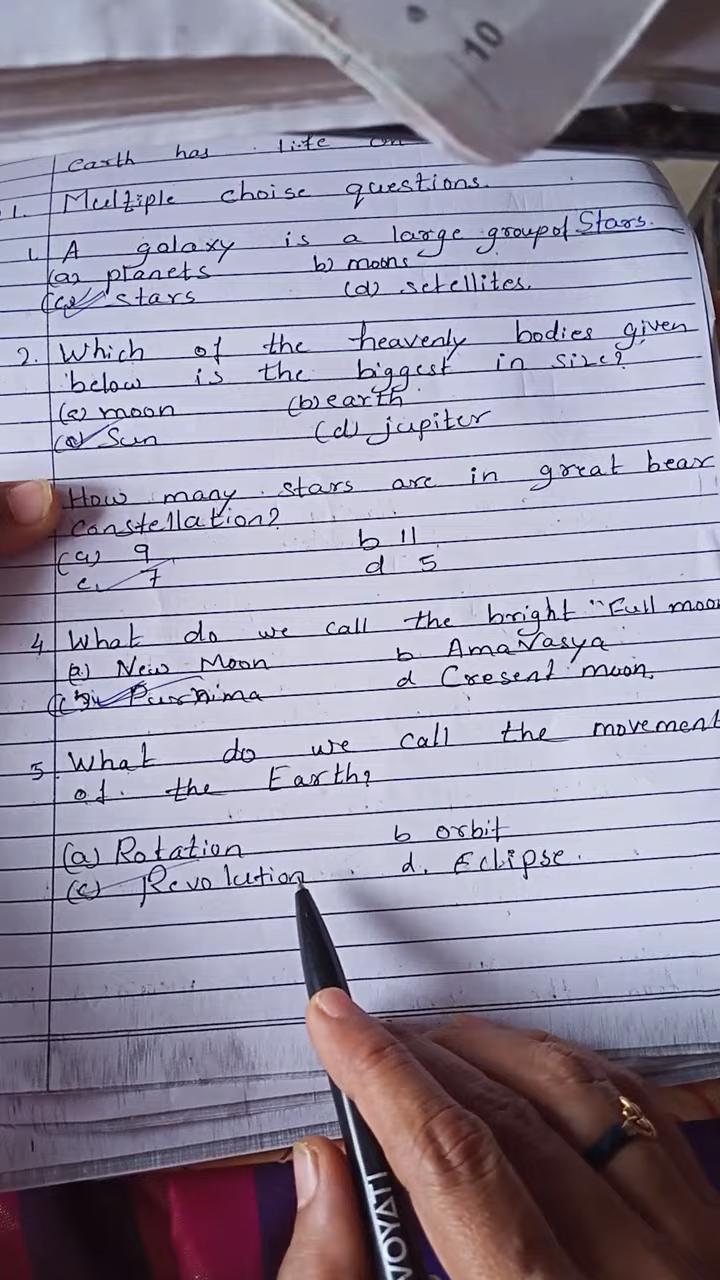 10
earth has life on
1. Multiple choise questions.
1. A galaxy is a large group of Stars.
(a) planets b) moons
(c) stars (d) setellites.
2. Which of the heavenly bodies given
below is the biggest in size?
(a) moon (b) earth
(c) Sun (d) jupiter
How many stars are in great bear
Constellation?
(a) 9 b 11
c. 7 d 5
4 What do we call the bright "Full moon
(a) New Moon b AmaVasya
(c) Purnima d Cresent moon.
5. What do we call the movement
of the Earth?
(a) Rotation b orbit
(c) Revolution d. Eclipse.
VOYATI